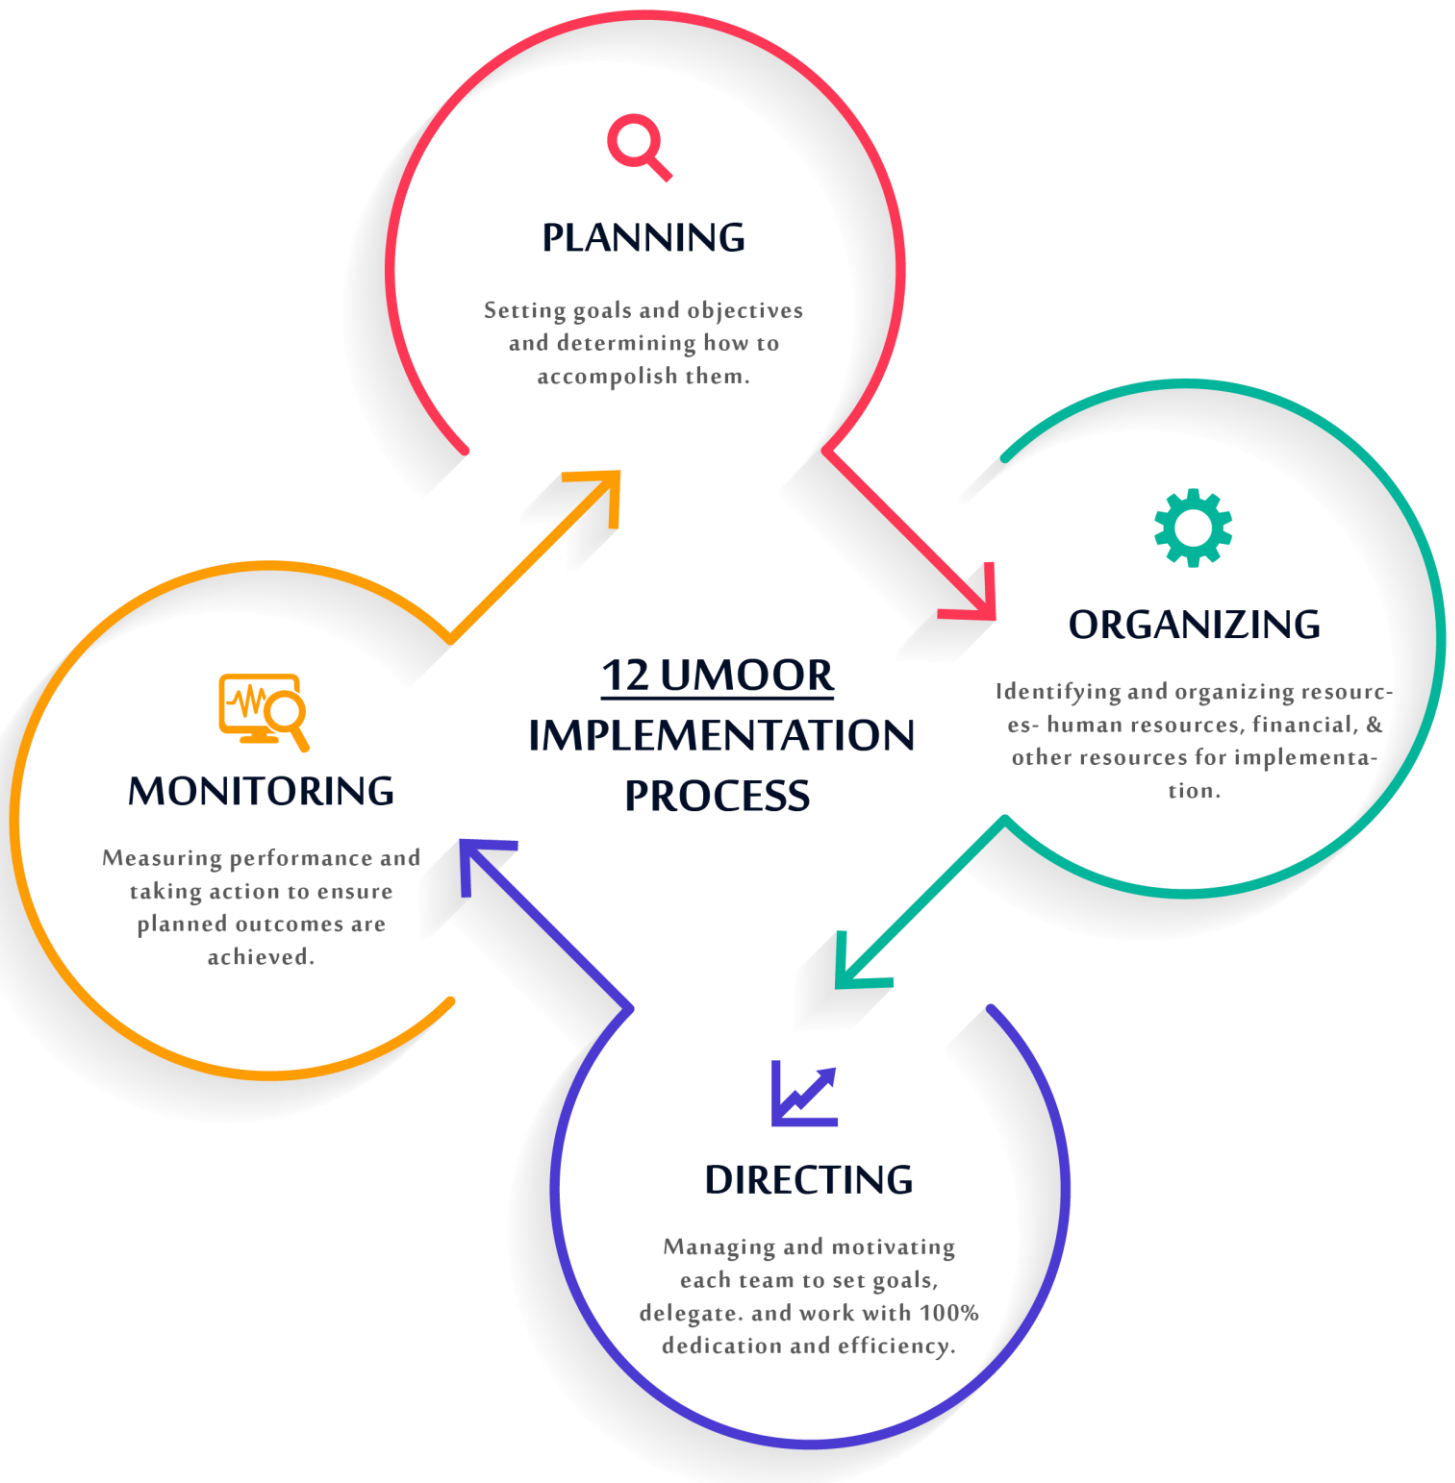 PLANNING
Setting goals and objectives
and determining how to
accompolish them.
ORGANIZING
Identifying and organizing resourc-
es- human resources, financial, &
other resources for implementa-
tion.
12 UMOOR
IMPLEMENTATION
PROCESS
MONITORING
Measuring performance and
taking action to ensure
planned outcomes are
achieved.
DIRECTING
Managing and motivating
each team to set goals,
delegate. and work with 100%
dedication and efficiency.